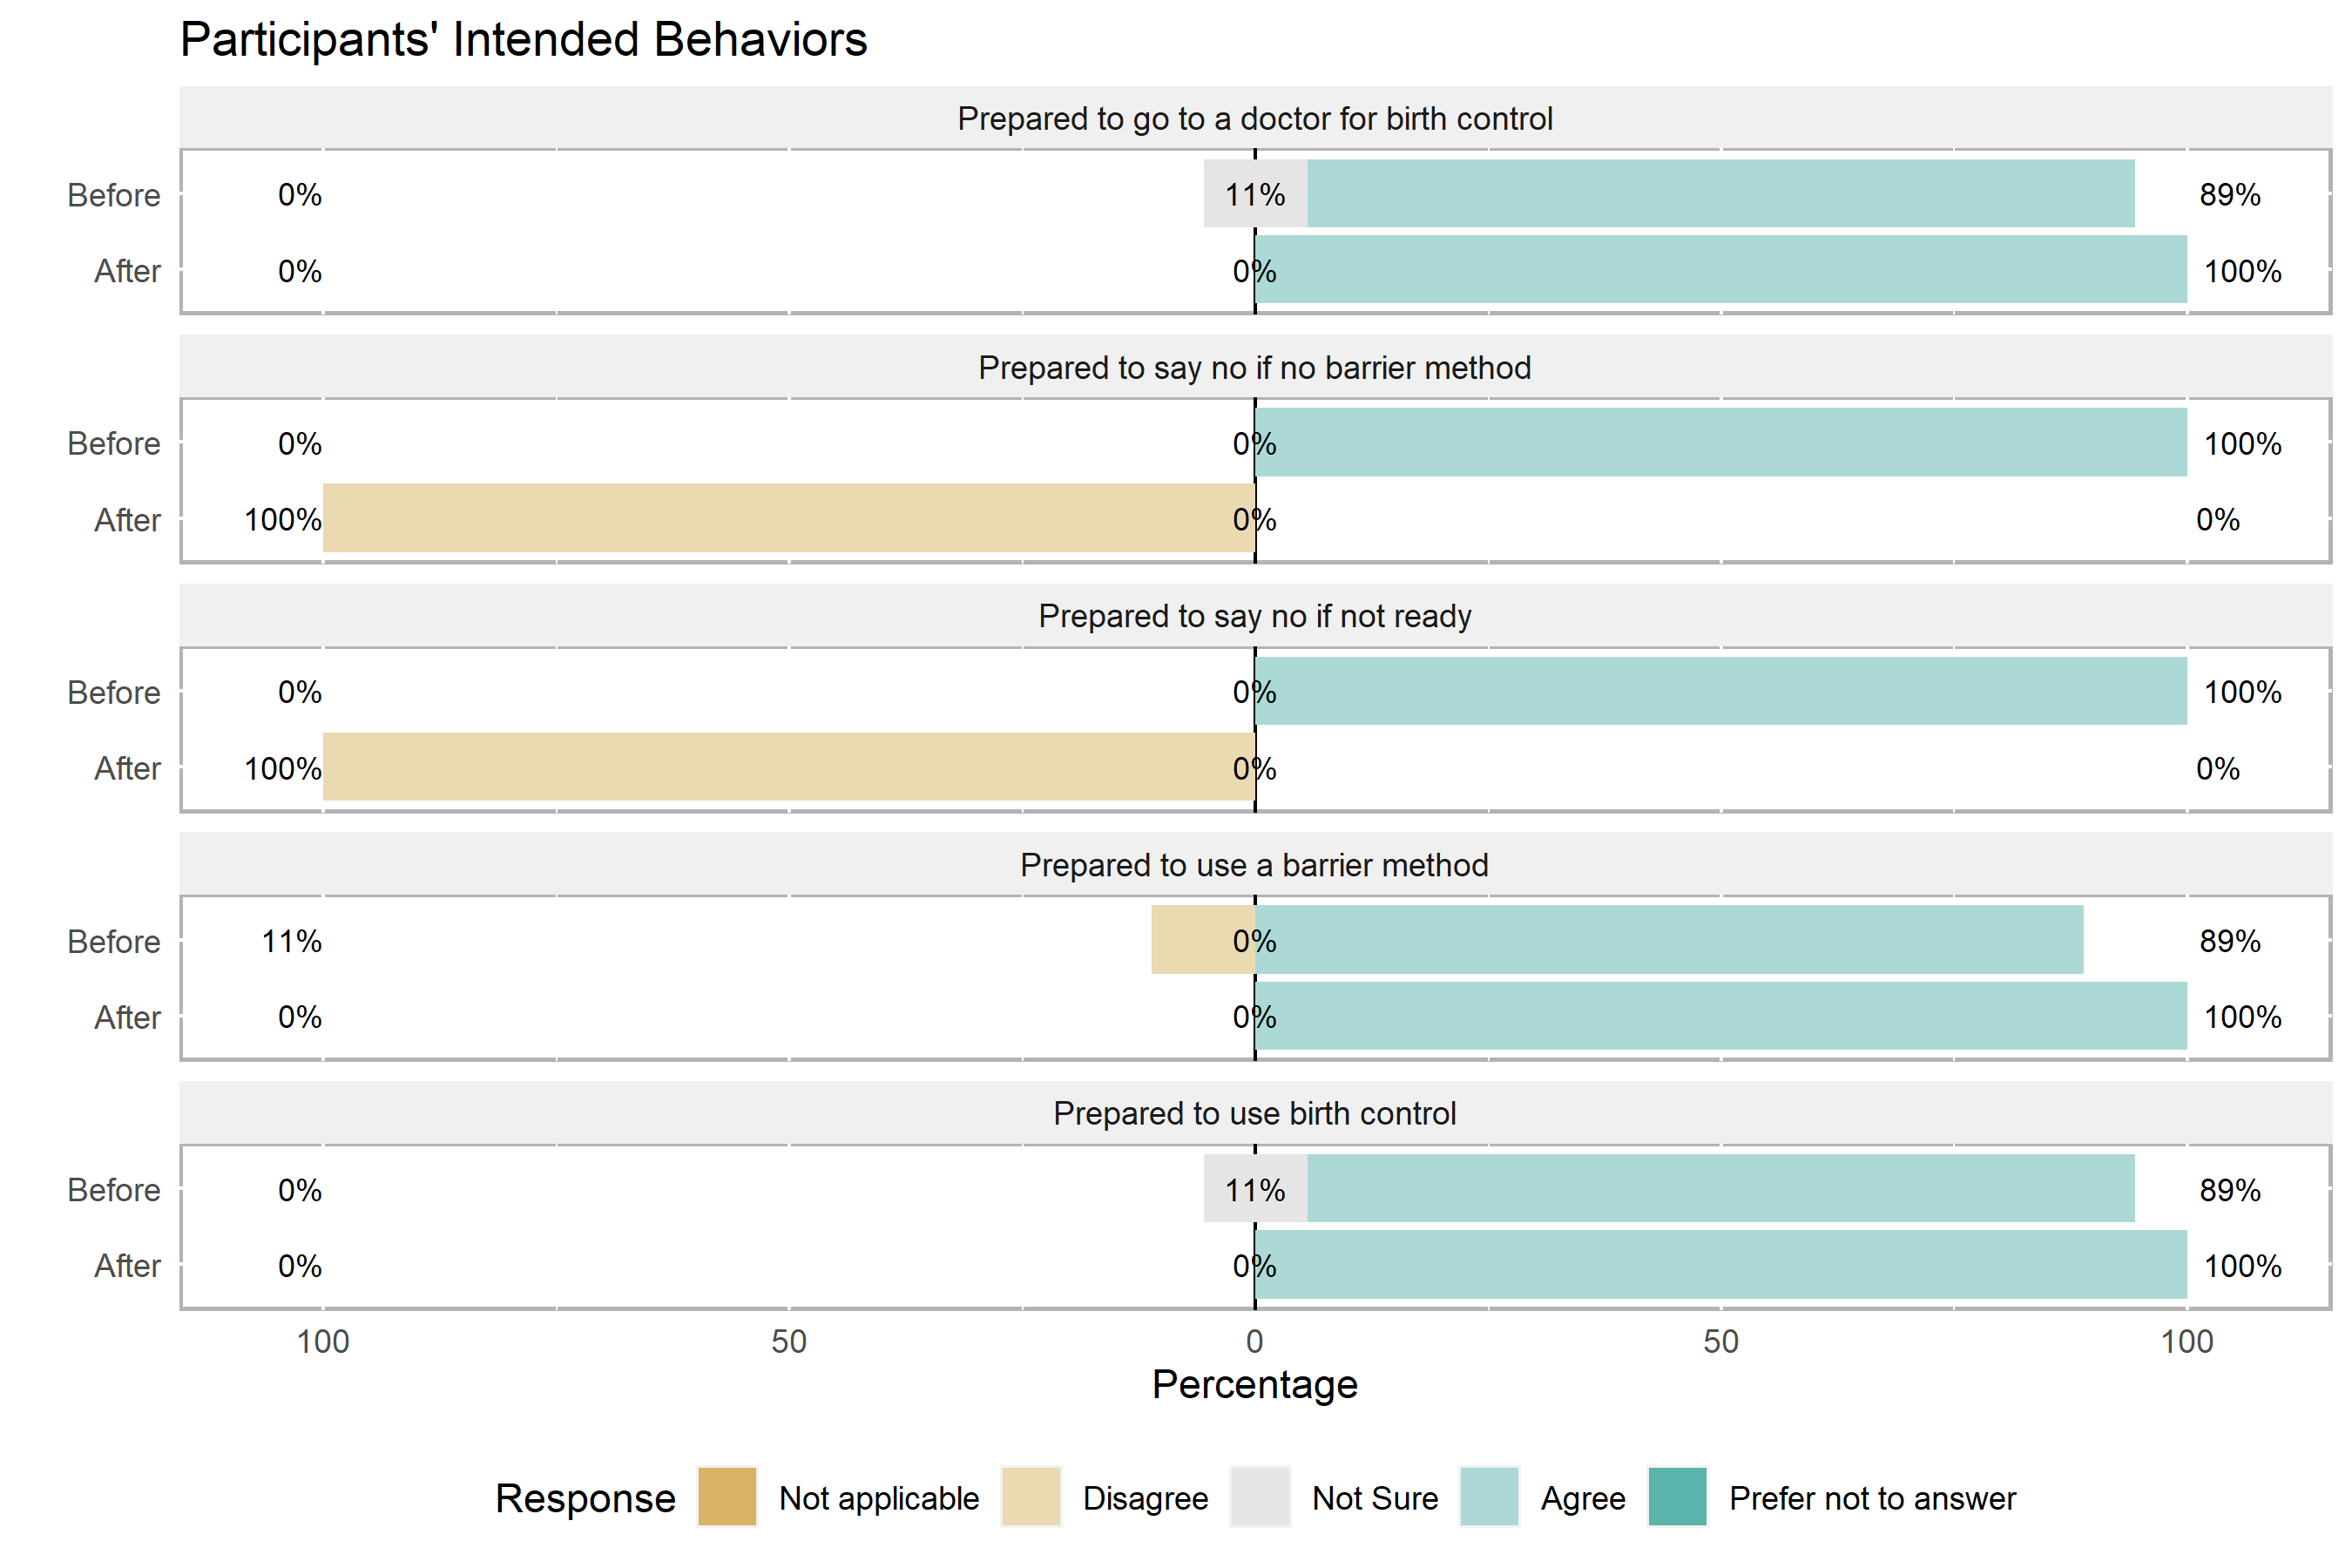 Participants' Intended Behaviors
Prepared to go to a doctor for birth control
Before 0% 11% 89%
After 0% 0% 100%
Prepared to say no if no barrier method
Before 0% 0% 100%
After 100% 0% 0%
Prepared to say no if not ready
Before 0% 0% 100%
After 100% 0% 0%
Prepared to use a barrier method
Before 11% 0% 89%
After 0% 0% 100%
Prepared to use birth control
Before 0% 11% 89%
After 0% 0% 100%
100 50 0 50 100
Percentage
Response Not applicable Disagree Not Sure Agree Prefer not to answer